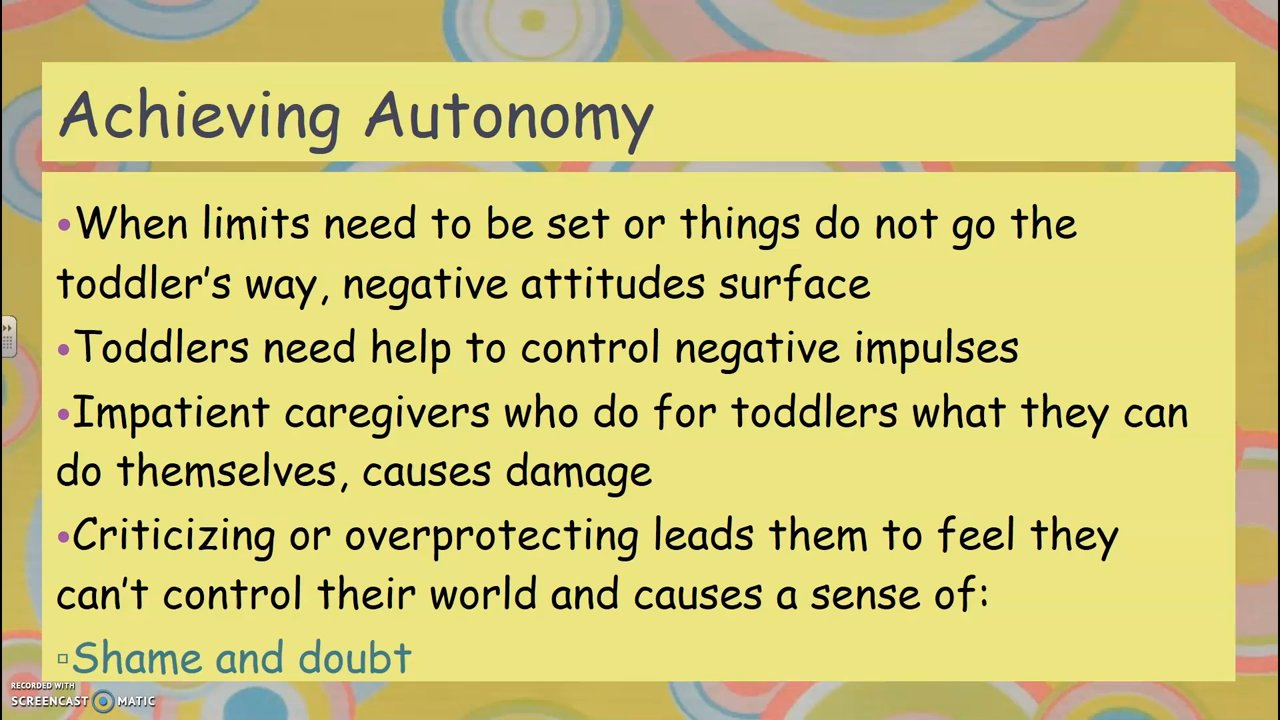 Achieving Autonomy
•When limits need to be set or things do not go the
toddler's way, negative attitudes surface
•Toddlers need help to control negative impulses
•Impatient caregivers who do for toddlers what they can
do themselves, causes damage
•Criticizing or overprotecting leads them to feel they
can't control their world and causes a sense of:
▫Shame and doubt
RECORDED WITH
SCREENCAST MATIC